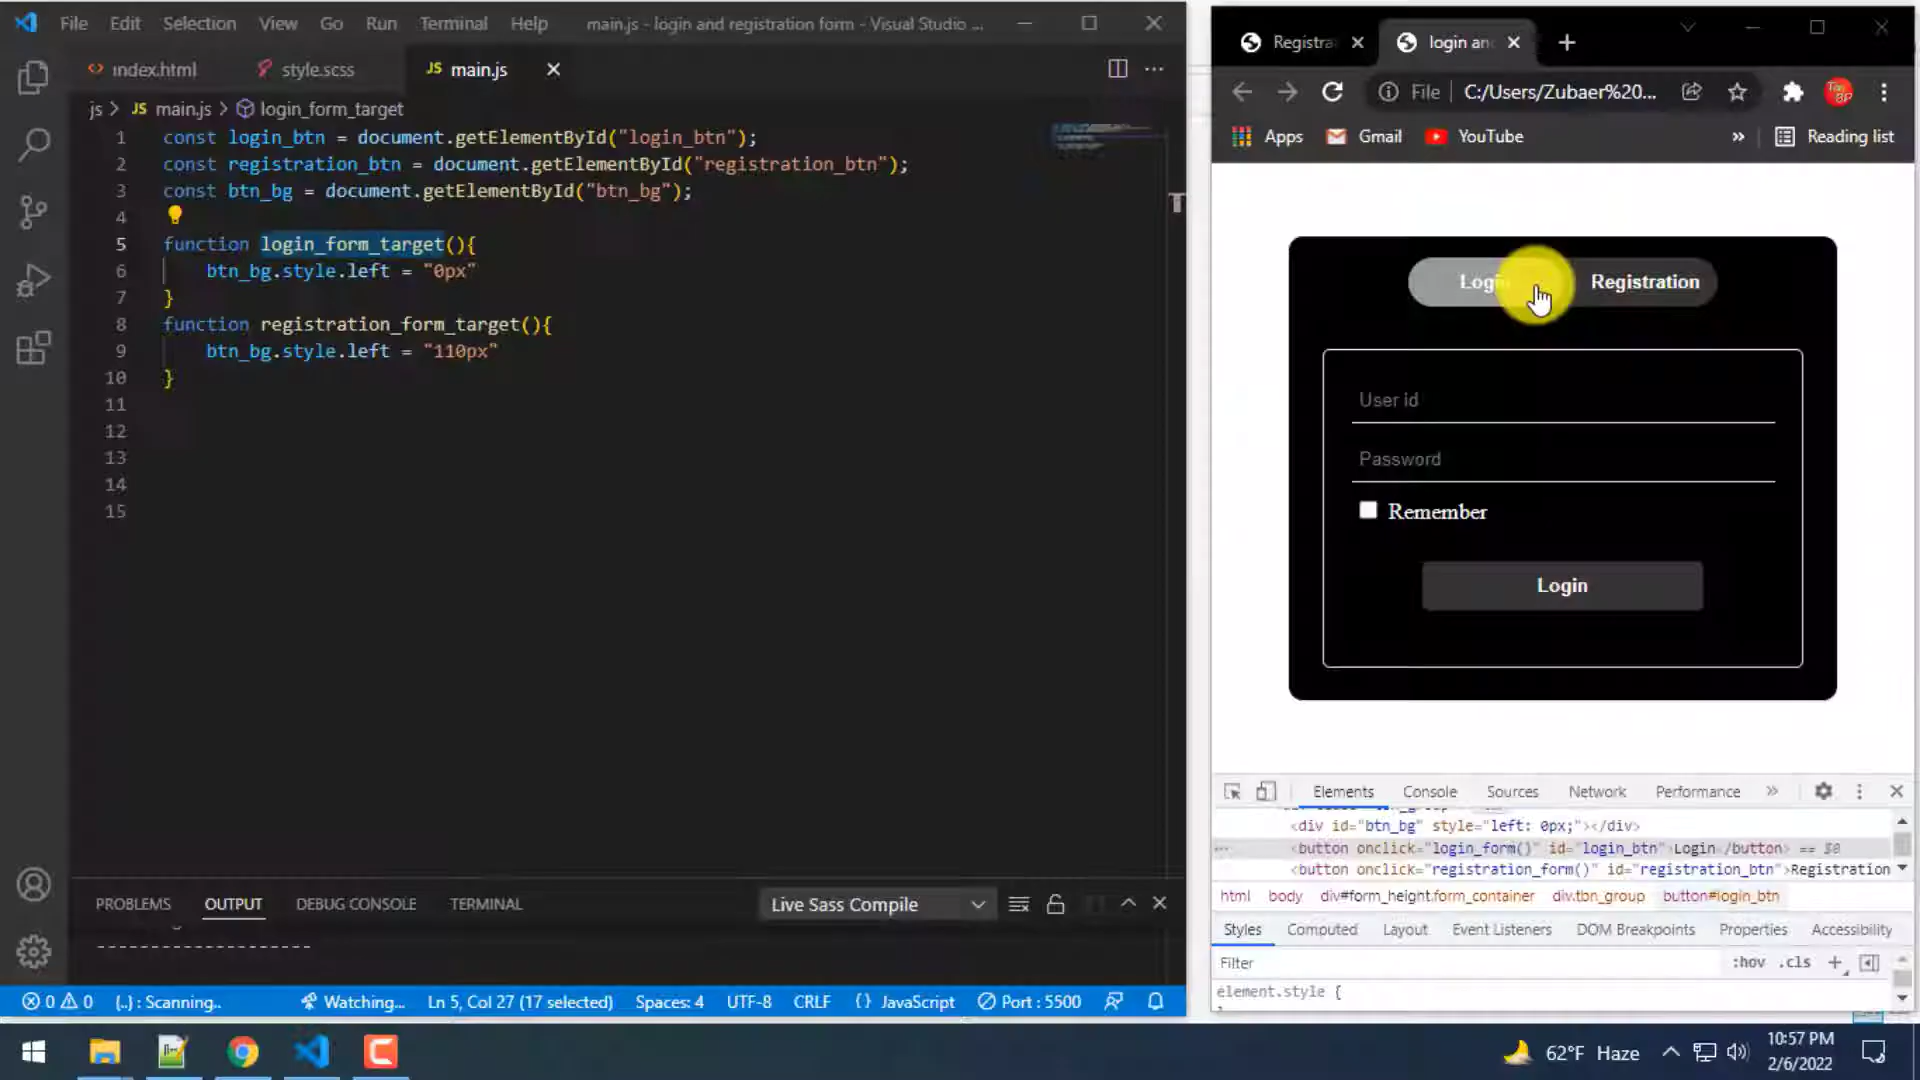 File Edit Selection View Go Run Terminal Help main.js - login and registration form - Visual Studio ...
index.html style.scss JS main.js
js > JS main.js > login_form_target
1 const login_btn = document.getElementById("login_btn");
2 const registration_btn = document.getElementById("registration_btn");
3 const btn_bg = document.getElementById("btn_bg");
4
5 function login_form_target(){
6 btn_bg.style.left = "0px"
7 }
8 function registration_form_target(){
9 btn_bg.style.left = "110px"
10 }
11
12
13
14
15
PROBLEMS OUTPUT DEBUG CONSOLE TERMINAL Live Sass Compile
--------------------
0 0 {..} : Scanning.. Watching... Ln 5, Col 27 (17 selected) Spaces: 4 UTF-8 CRLF {} JavaScript Port : 5500
Registra login an
File C:/Users/Zubaer%20...
Apps Gmail YouTube » Reading list
Login Registration
User id
Password
Remember
Login
Elements Console Sources Network Performance »
<div id="btn_bg" style="left: 0px;"></div>
<button onclick="login_form()" id="login_btn">Login</button> == $0
<button onclick="registration_form()" id="registration_btn">Registration
html body div#form_height.form_container div.tbn_group button#login_btn
Styles Computed Layout Event Listeners DOM Breakpoints Properties Accessibility
Filter :hov .cls +
element.style {
62°F Haze 10:57 PM
2/6/2022